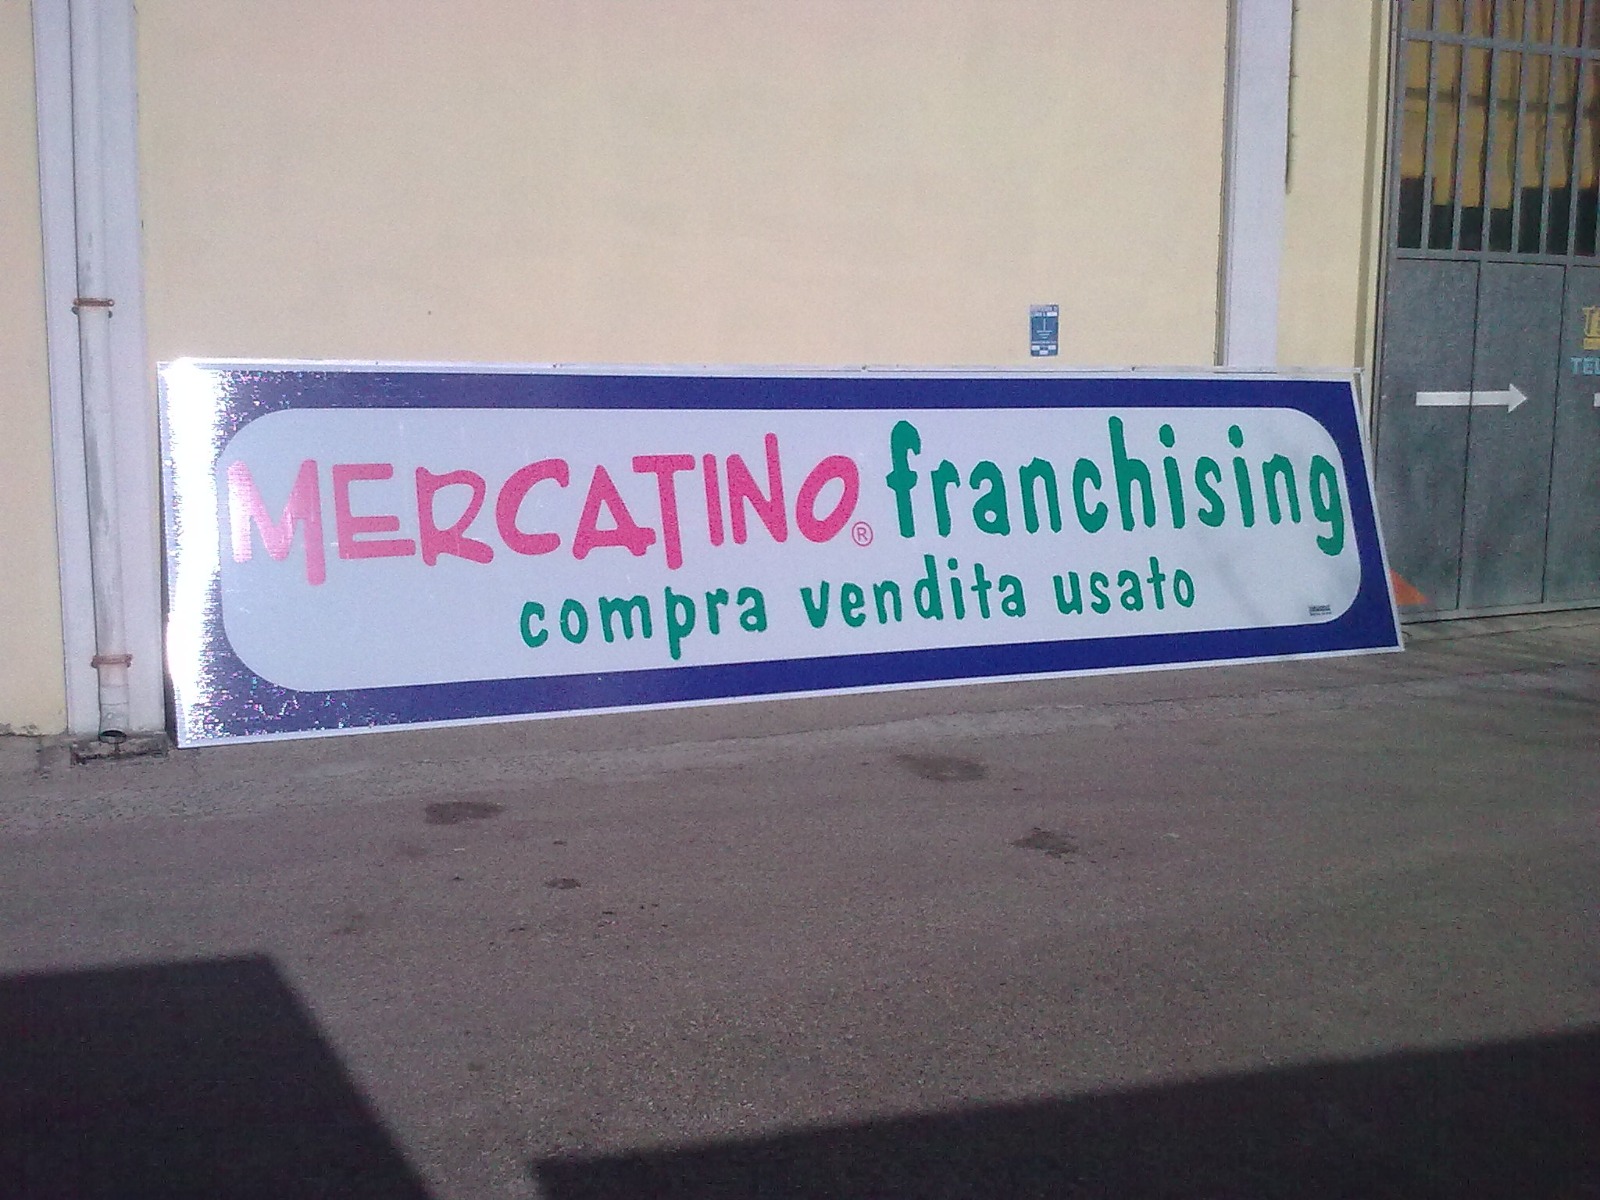 MERCATINO® franchising
compra vendita usato